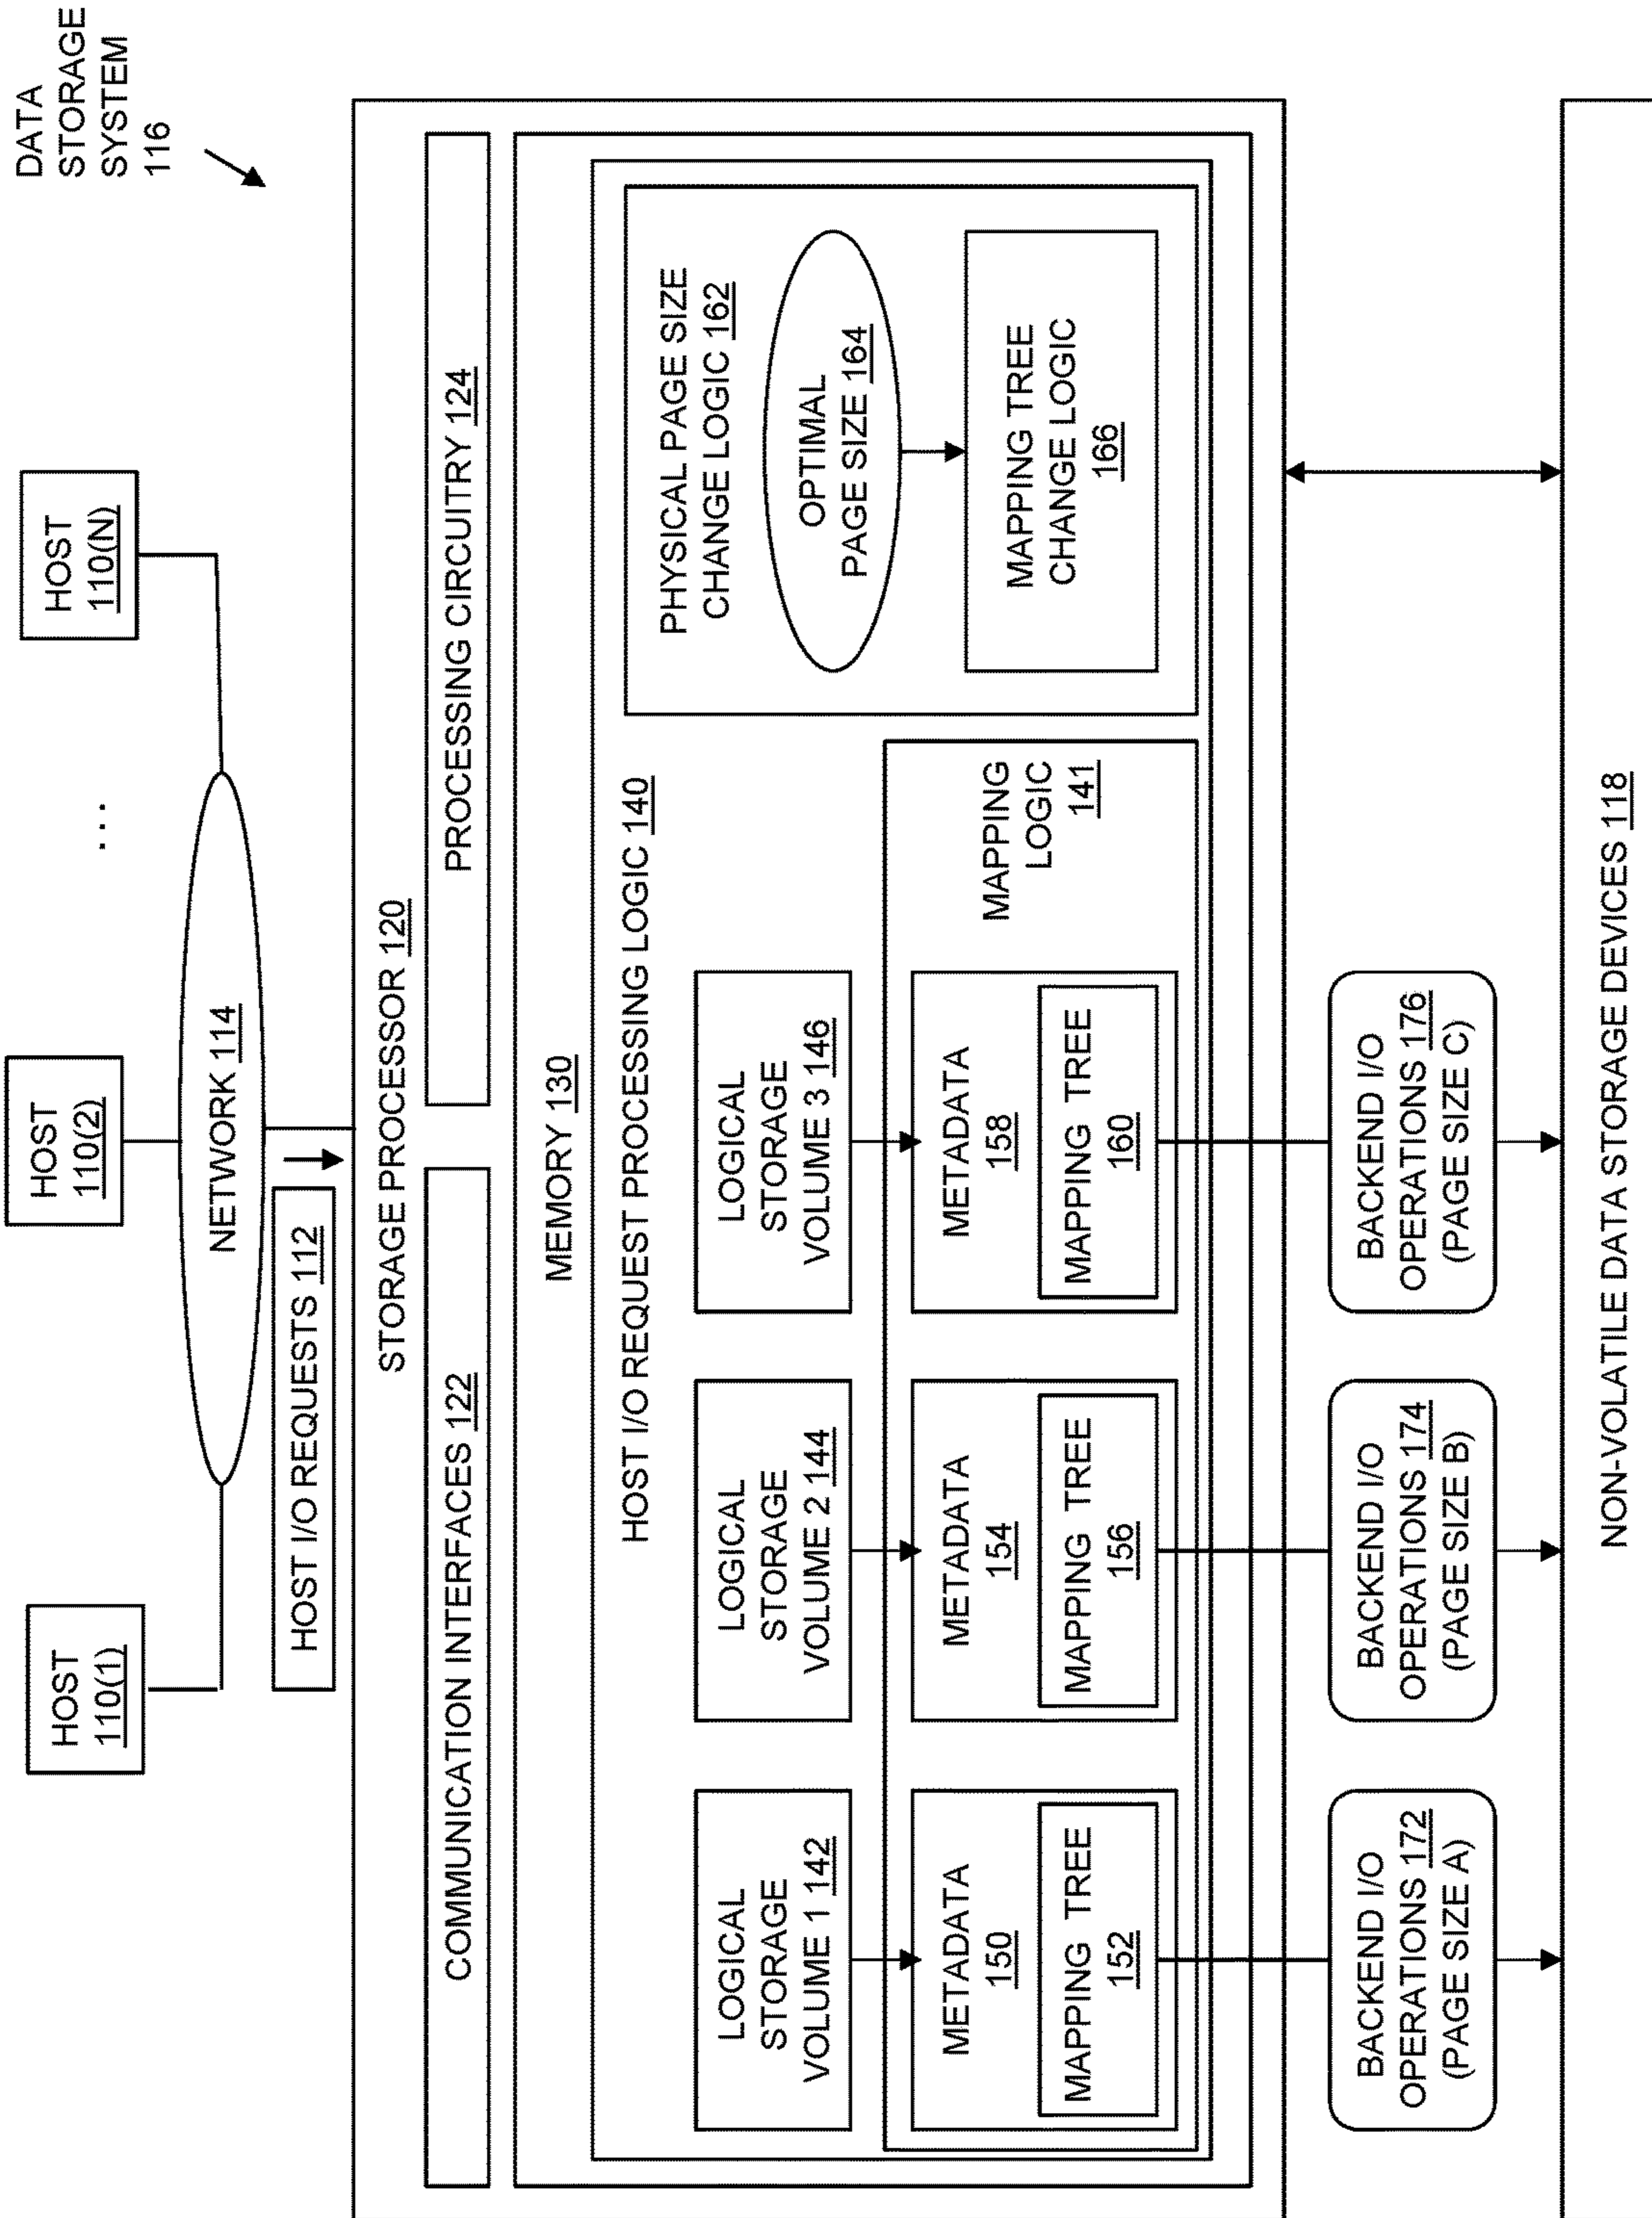 DATA
STORAGE
SYSTEM
116
HOST
110(1)
HOST
110(2)
...
HOST
110(N)
NETWORK 114
HOST I/O REQUESTS 112
STORAGE PROCESSOR 120
COMMUNICATION INTERFACES 122
PROCESSING CIRCUITRY 124
MEMORY 130
HOST I/O REQUEST PROCESSING LOGIC 140
LOGICAL
STORAGE
VOLUME 1 142
LOGICAL
STORAGE
VOLUME 2 144
LOGICAL
STORAGE
VOLUME 3 146
MAPPING
LOGIC
141
METADATA
150
MAPPING TREE
152
METADATA
154
MAPPING TREE
156
METADATA
158
MAPPING TREE
160
PHYSICAL PAGE SIZE
CHANGE LOGIC 162
OPTIMAL
PAGE SIZE 164
MAPPING TREE
CHANGE LOGIC
166
BACKEND I/O
OPERATIONS 172
(PAGE SIZE A)
BACKEND I/O
OPERATIONS 174
(PAGE SIZE B)
BACKEND I/O
OPERATIONS 176
(PAGE SIZE C)
NON-VOLATILE DATA STORAGE DEVICES 118